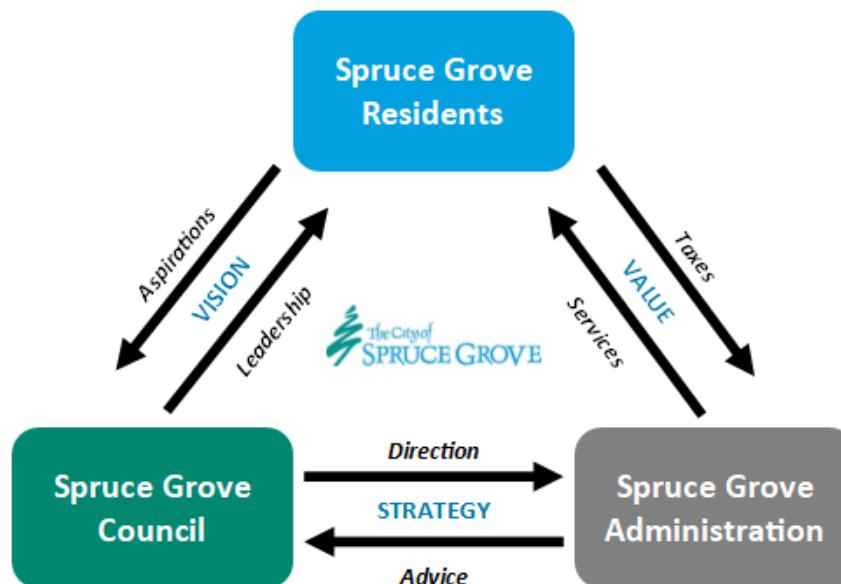 Spruce Grove
Residents
Aspirations
VISION
Leadership
Taxes
VALUE
Services
The City of
SPRUCE GROVE
Direction
STRATEGY
Advice
Spruce Grove
Council
Spruce Grove
Administration